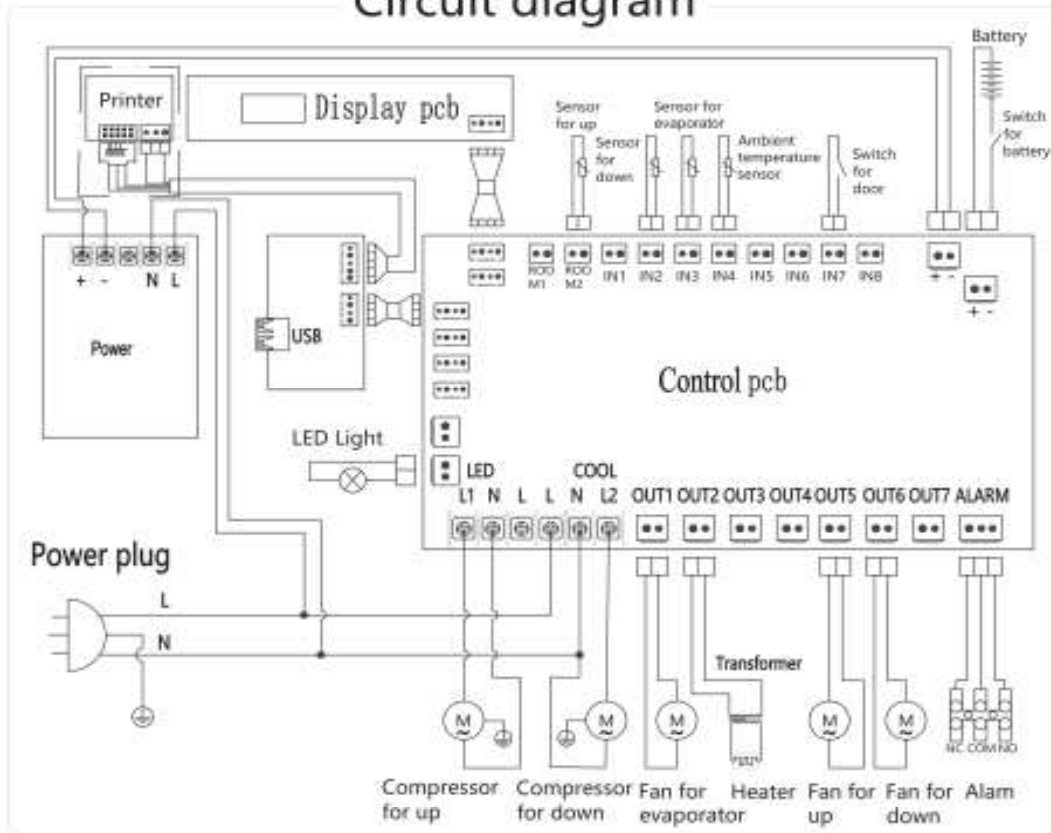 Circuit diagram
Battery
Printer
Display pcb
Sensor
for up
Sensor
for
down
Sensor for
evaporator
Ambient
temperature
sensor
Switch
for
door
Switch
for
battery
+ - N L
Power
USB
ROO
M1
ROO
M2
IN1 IN2 IN3 IN4 IN5 IN6 IN7 IN8
+ -
+ -
Control pcb
LED Light
LED
COOL
L1 N L L N L2
OUT1 OUT2 OUT3 OUT4 OUT5 OUT6 OUT7 ALARM
Power plug
L
N
Transformer
M
~
M
~
M
~
M
~
M
~
NC COM NO
Compressor
for up
Compressor
for down
Fan for
evaporator
Heater
Fan for
up
Fan for
down
Alam